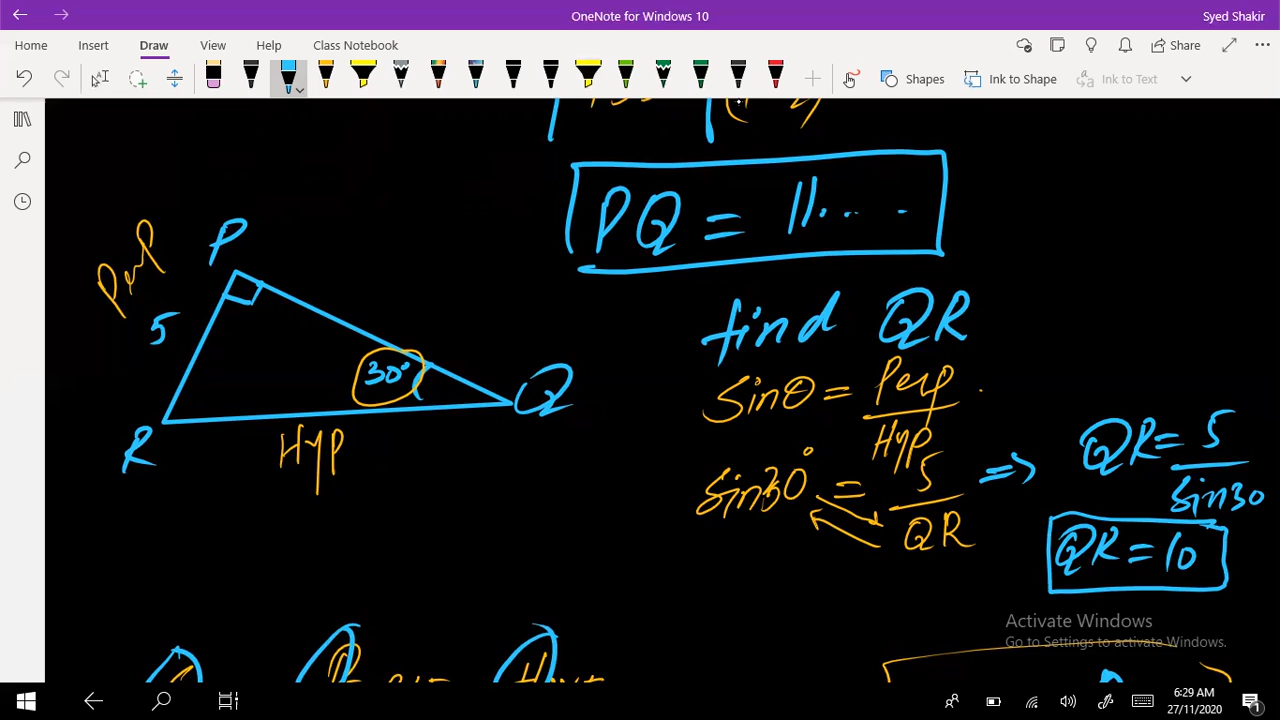 OneNote for Windows 10
Syed Shakir
Home Insert Draw View Help Class Notebook Share
Shapes Ink to Shape Ink to Text
PQ = 11...
P
Perp
5
30°
Q
R
Hyp
find QR
Sinθ = Perp / Hyp
Sin30° = 5 / QR => QR = 5 / Sin30
QR = 10
Activate Windows
Go to Settings to activate Windows.
6:29 AM
27/11/2020
1